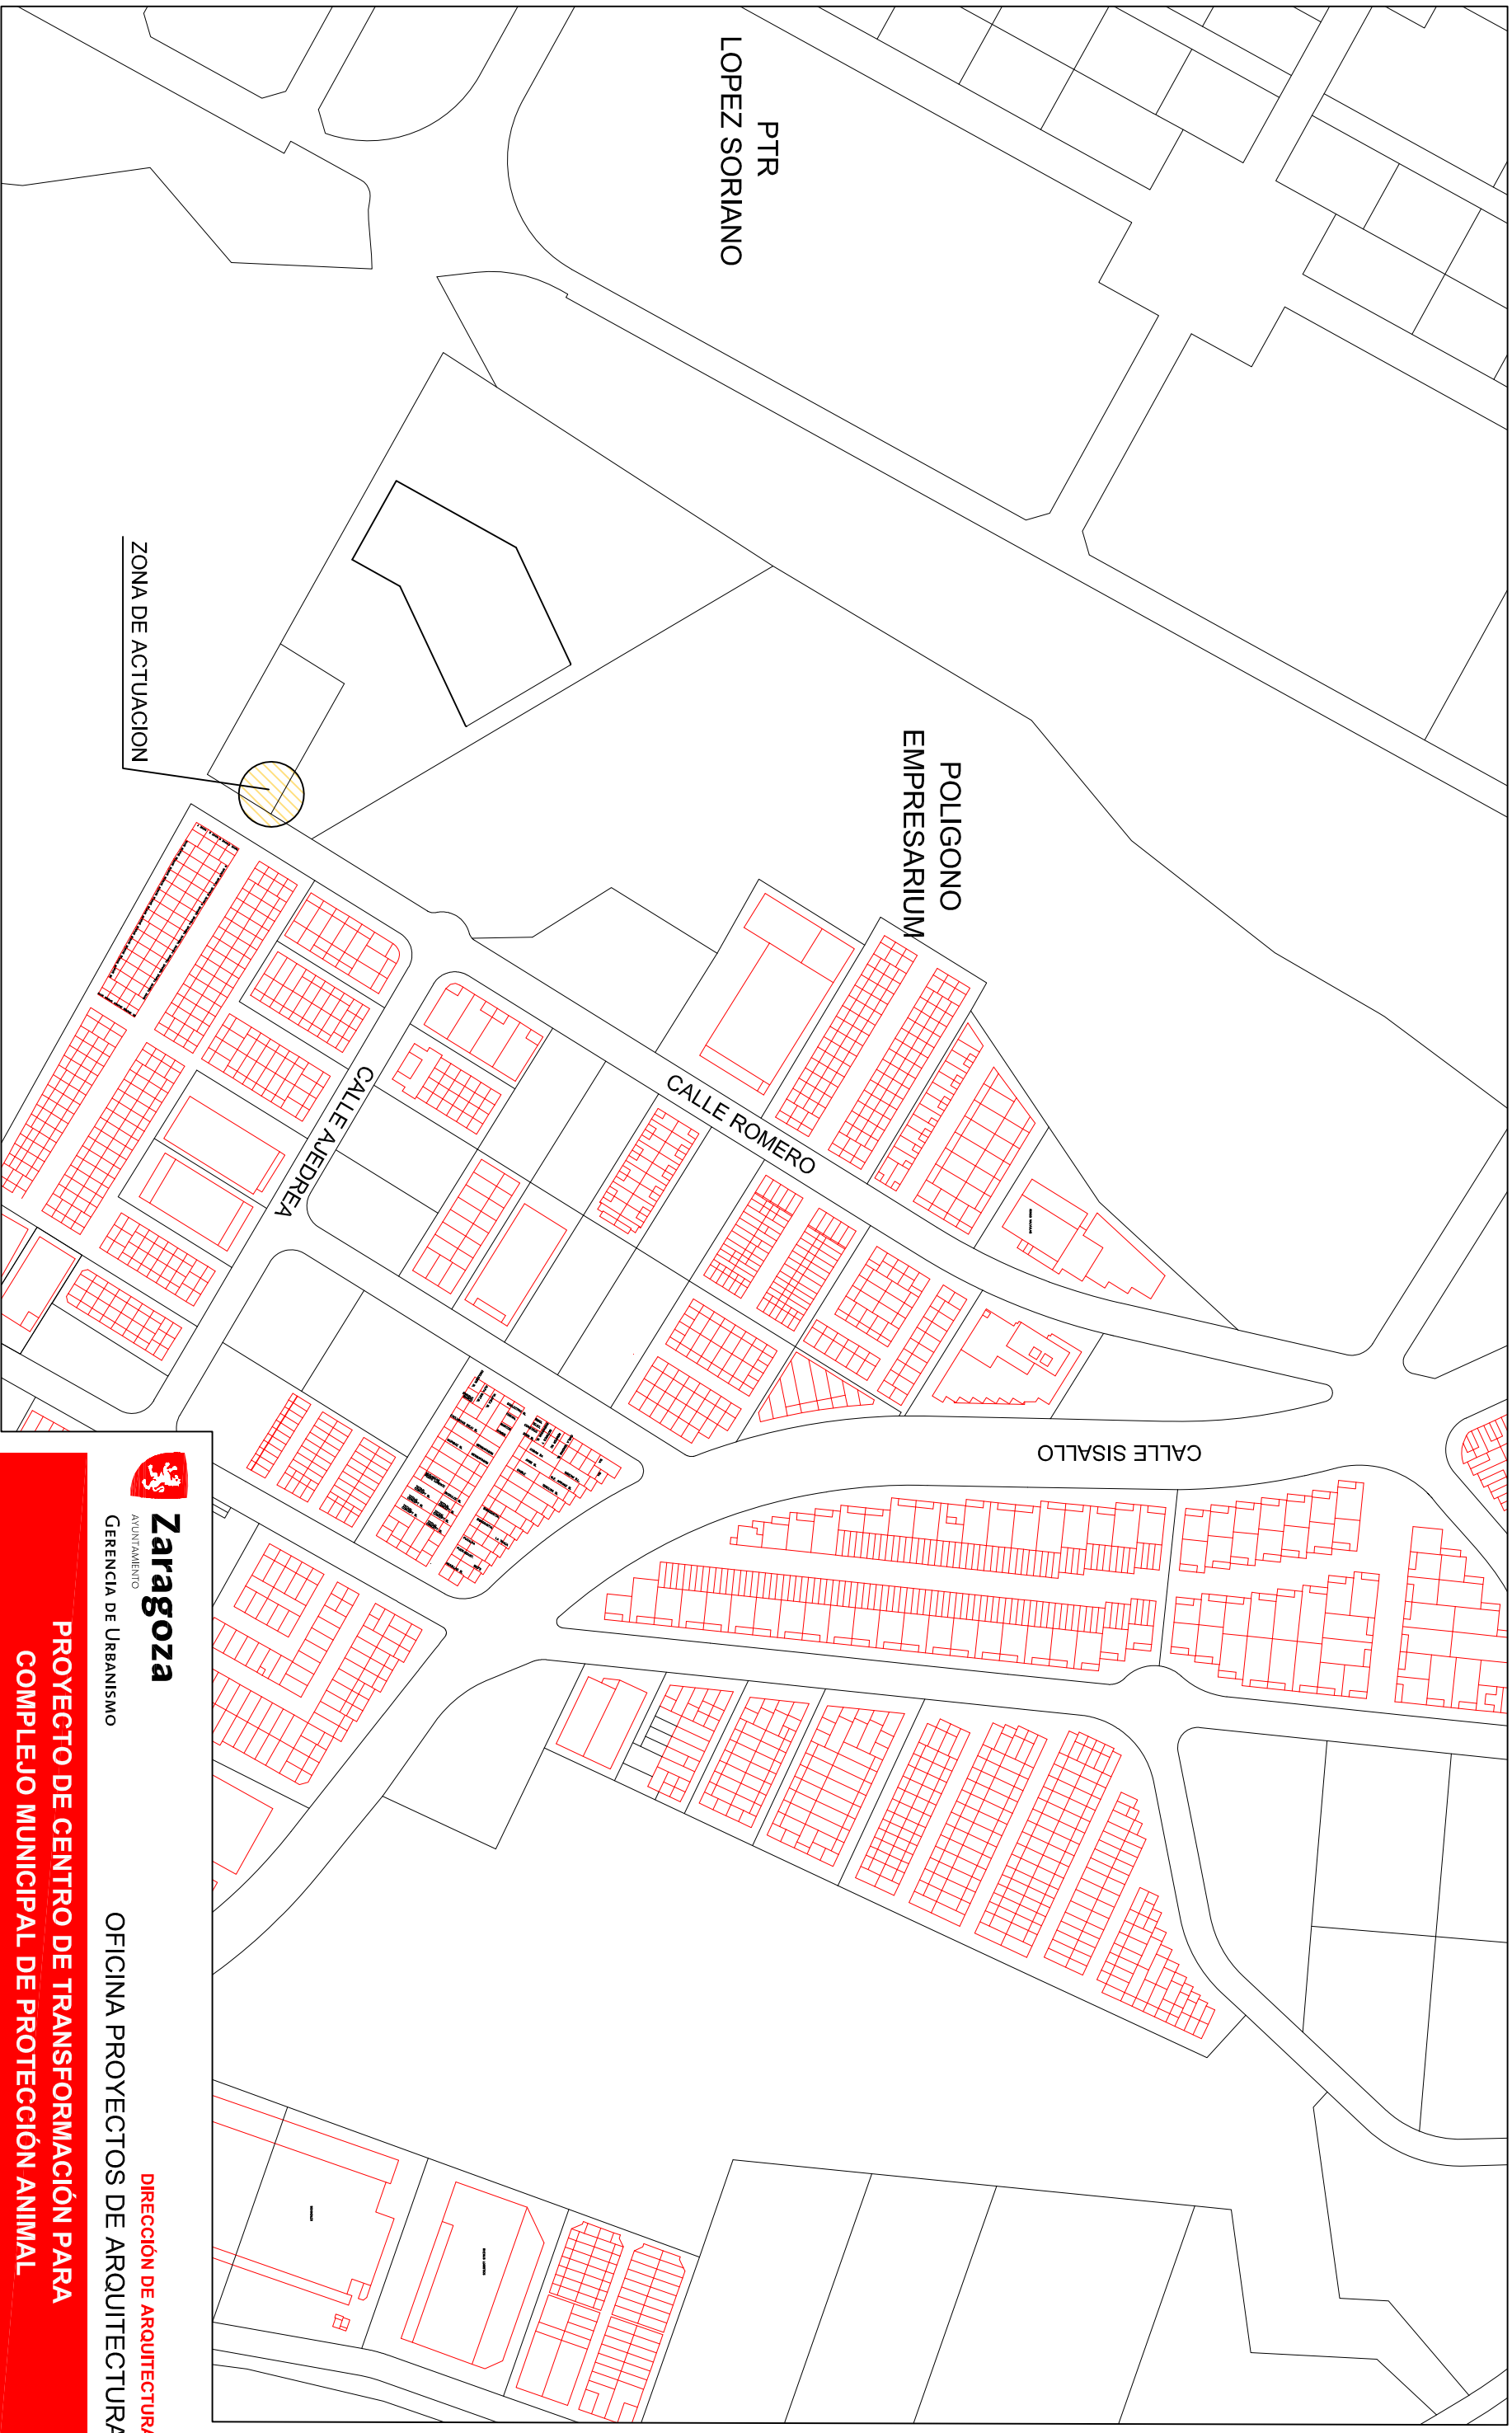 PTR
LOPEZ SORIANO
POLIGONO
EMPRESARIUM
ZONA DE ACTUACION
CALLE ROMERO
CALLE AJEDREA
CALLE SISALLO
Zaragoza
AYUNTAMIENTO
GERENCIA DE URBANISMO
DIRECCIÓN DE ARQUITECTURA
OFICINA PROYECTOS DE ARQUITECTURA
PROYECTO DE CENTRO DE TRANSFORMACIÓN PARA
COMPLEJO MUNICIPAL DE PROTECCIÓN ANIMAL